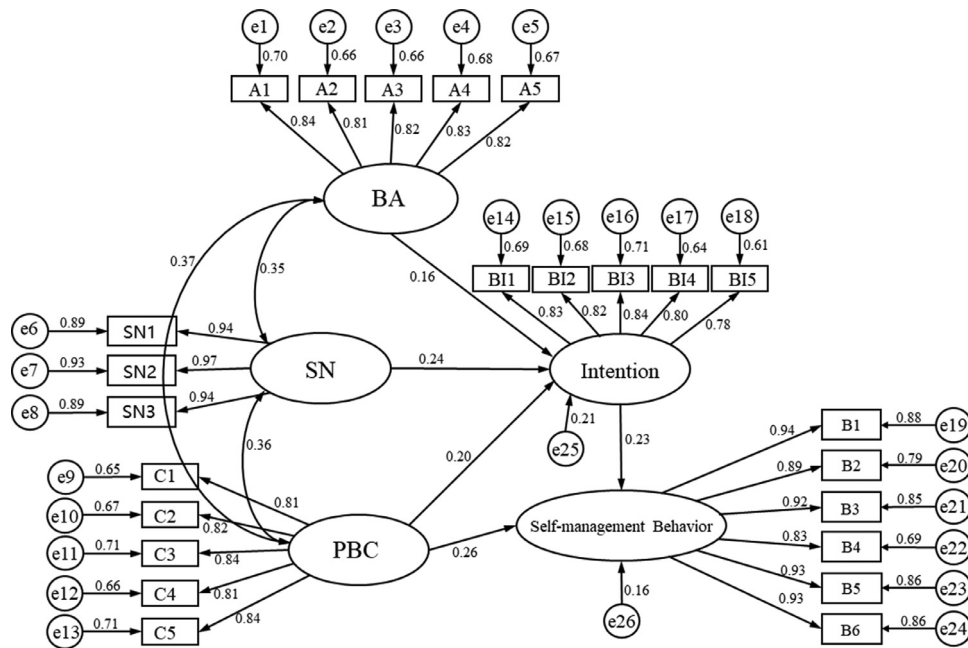 e1 e2 e3 e4 e5
0.70 0.66 0.66 0.68 0.67
A1 A2 A3 A4 A5
0.84 0.81 0.82 0.83 0.82
BA
e14 e15 e16 e17 e18
0.69 0.68 0.71 0.64 0.61
BI1 BI2 BI3 BI4 BI5
0.83 0.82 0.84 0.80 0.78
0.37 0.35 0.16
e6 0.89 SN1 0.94
e7 0.93 SN2 0.97
e8 0.89 SN3 0.94
SN 0.24 Intention
0.21
e25
0.23
0.36 0.20
e9 0.65 C1 0.81
e10 0.67 C2 0.82
e11 0.71 C3 0.84
e12 0.66 C4 0.81
e13 0.71 C5 0.84
PBC 0.26 Self-management Behavior
0.16
e26
0.94 B1 0.88 e19
0.89 B2 0.79 e20
0.92 B3 0.85 e21
0.83 B4 0.69 e22
0.93 B5 0.86 e23
0.93 B6 0.86 e24